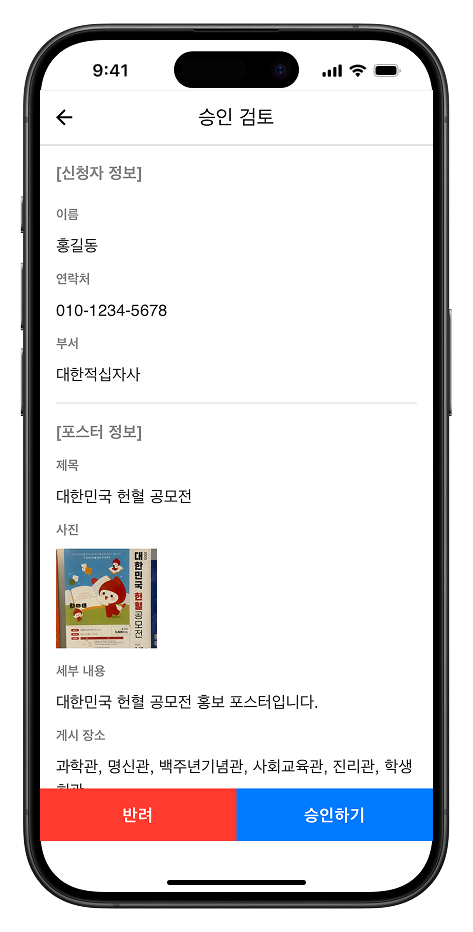 9:41
승인 검토
[신청자 정보]
이름
홍길동
연락처
010-1234-5678
부서
대한적십자사
[포스터 정보]
제목
대한민국 헌혈 공모전
사진
대한민국 헌혈 공모전
세부 내용
대한민국 헌혈 공모전 홍보 포스터입니다.
게시 장소
과학관, 명신관, 백주년기념관, 사회교육관, 진리관, 학생
회관
반려
승인하기